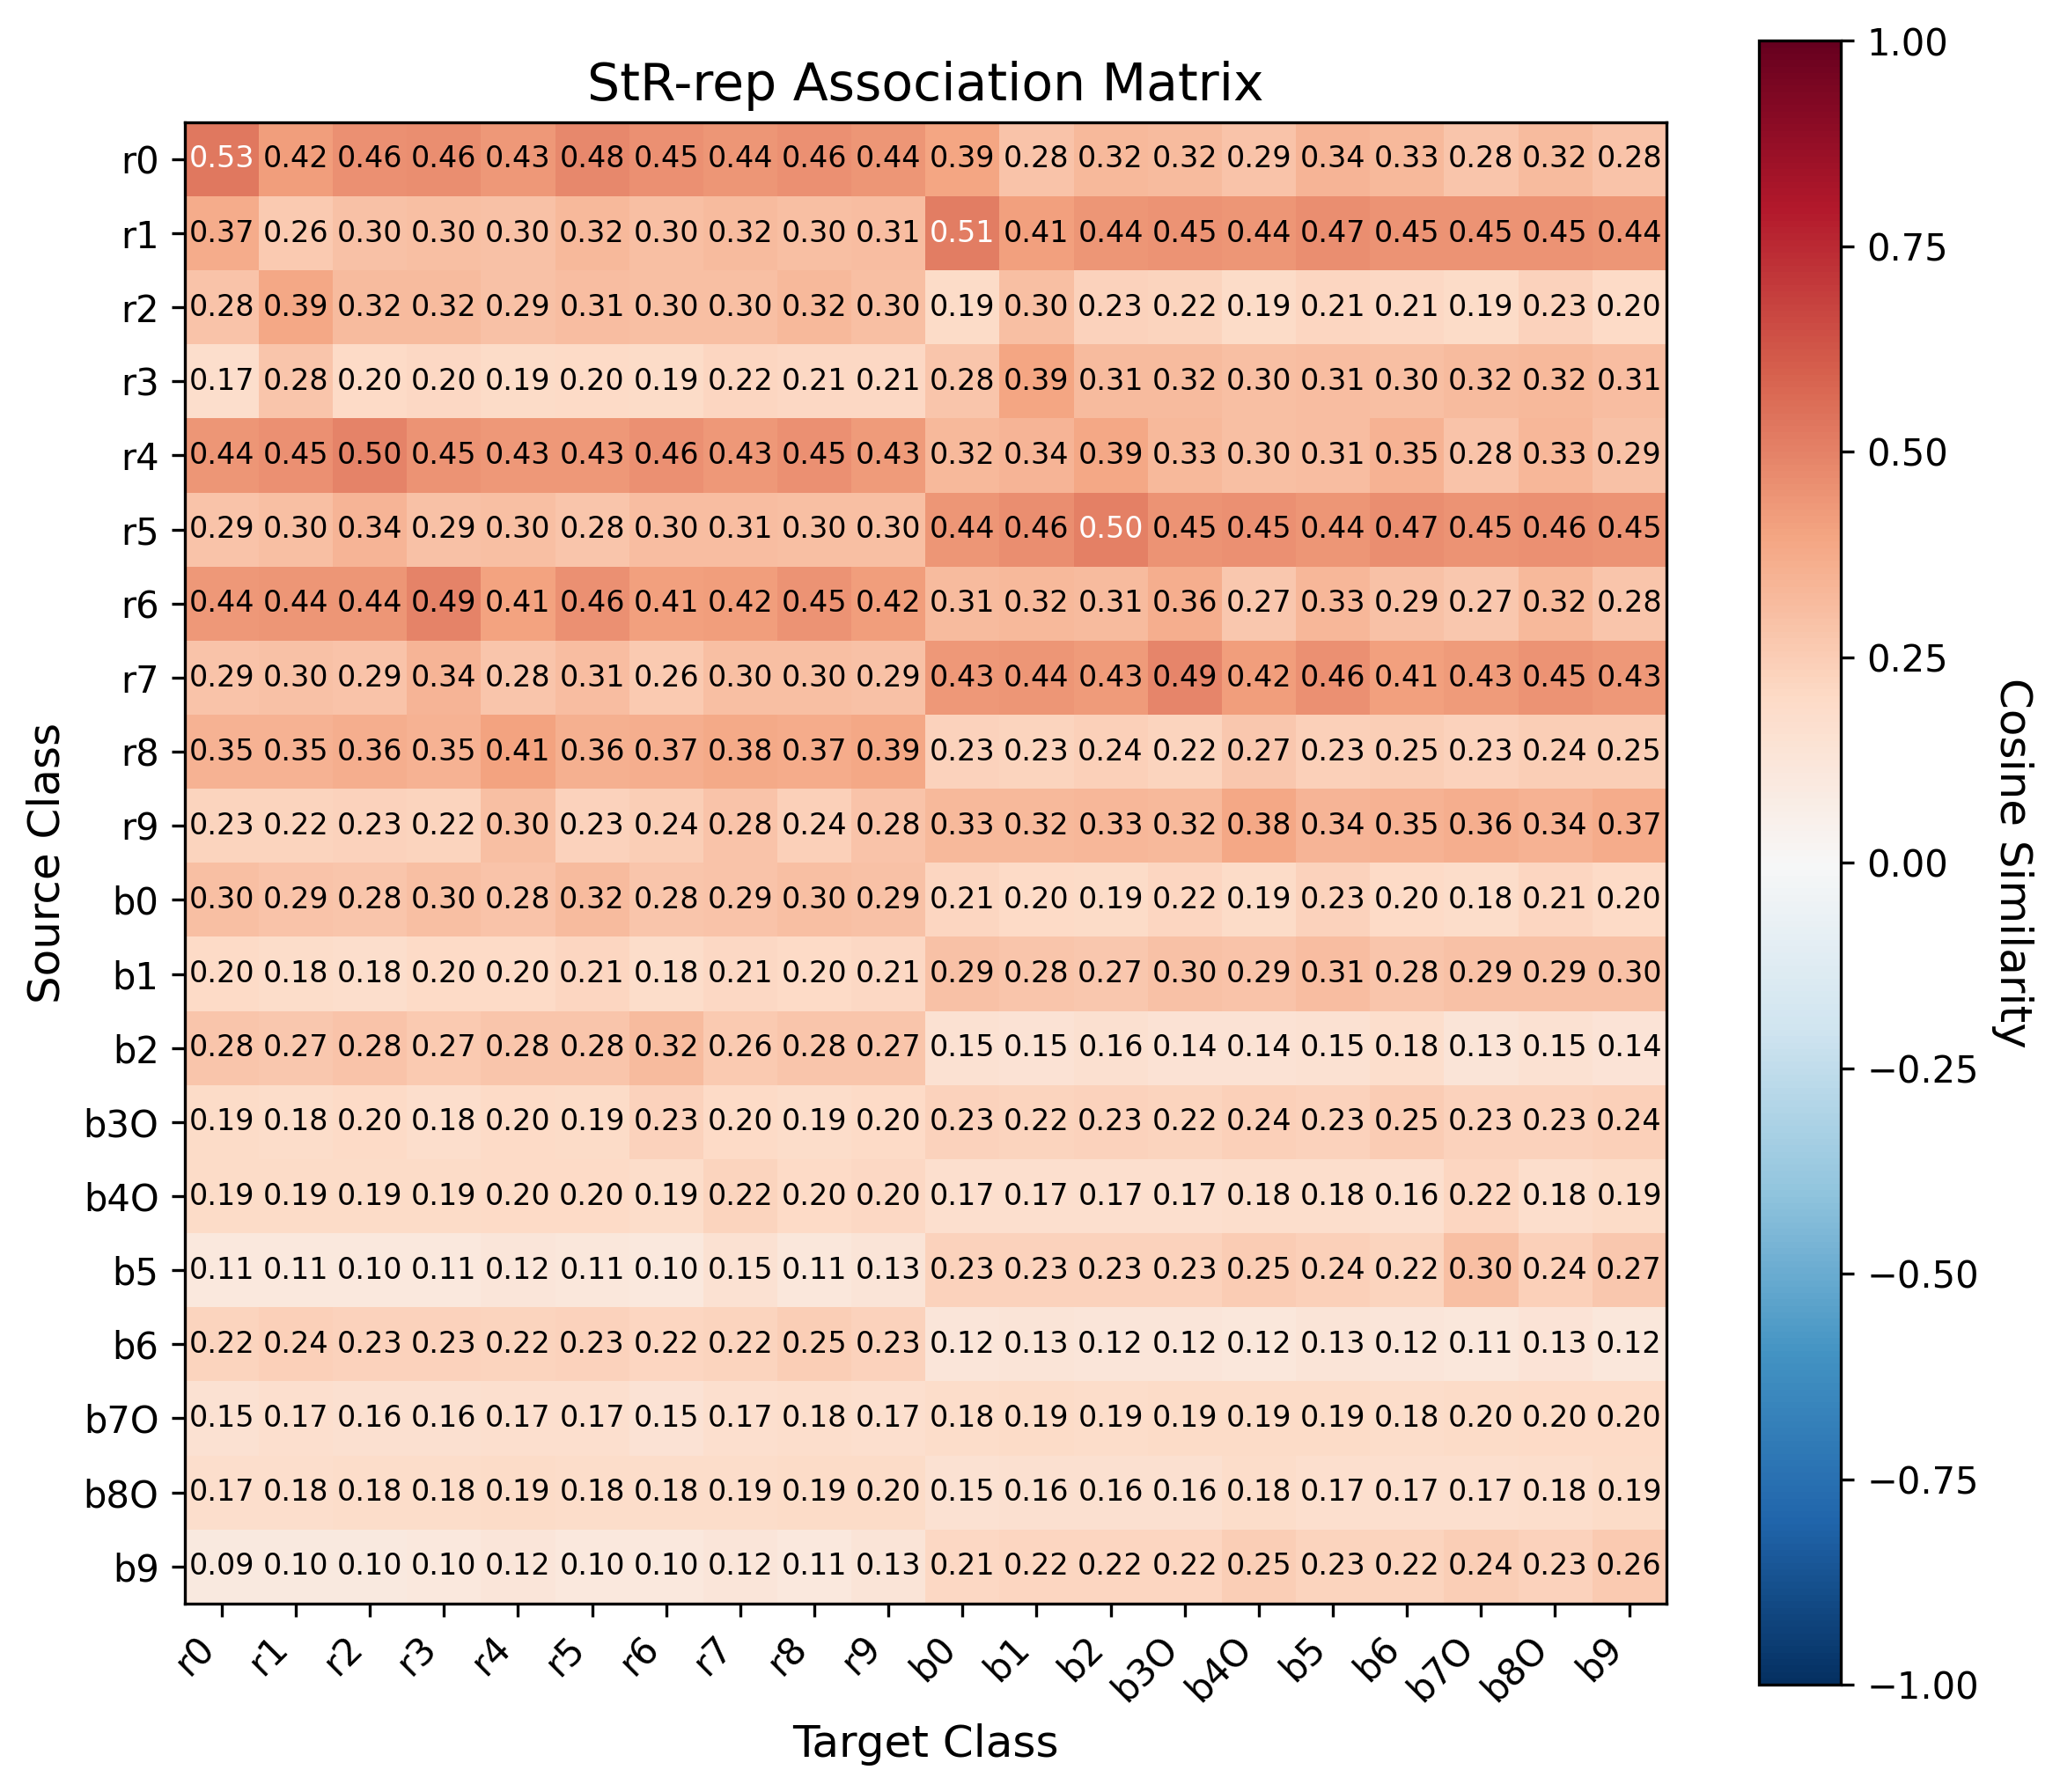 StR-rep Association Matrix
r0 0.53 0.42 0.46 0.46 0.43 0.48 0.45 0.44 0.46 0.44 0.39 0.28 0.32 0.32 0.29 0.34 0.33 0.28 0.32 0.28
r1 0.37 0.26 0.30 0.30 0.30 0.32 0.30 0.32 0.30 0.31 0.51 0.41 0.44 0.45 0.44 0.47 0.45 0.45 0.45 0.44
r2 0.28 0.39 0.32 0.32 0.29 0.31 0.30 0.30 0.32 0.30 0.19 0.30 0.23 0.22 0.19 0.21 0.21 0.19 0.23 0.20
r3 0.17 0.28 0.20 0.20 0.19 0.20 0.19 0.22 0.21 0.21 0.28 0.39 0.31 0.32 0.30 0.31 0.30 0.32 0.32 0.31
r4 0.44 0.45 0.50 0.45 0.43 0.43 0.46 0.43 0.45 0.43 0.32 0.34 0.39 0.33 0.30 0.31 0.35 0.28 0.33 0.29
r5 0.29 0.30 0.34 0.29 0.30 0.28 0.30 0.31 0.30 0.30 0.44 0.46 0.50 0.45 0.45 0.44 0.47 0.45 0.46 0.45
r6 0.44 0.44 0.44 0.49 0.41 0.46 0.41 0.42 0.45 0.42 0.31 0.32 0.31 0.36 0.27 0.33 0.29 0.27 0.32 0.28
r7 0.29 0.30 0.29 0.34 0.28 0.31 0.26 0.30 0.30 0.29 0.43 0.44 0.43 0.49 0.42 0.46 0.41 0.43 0.45 0.43
r8 0.35 0.35 0.36 0.35 0.41 0.36 0.37 0.38 0.37 0.39 0.23 0.23 0.24 0.22 0.27 0.23 0.25 0.23 0.24 0.25
r9 0.23 0.22 0.23 0.22 0.30 0.23 0.24 0.28 0.24 0.28 0.33 0.32 0.33 0.32 0.38 0.34 0.35 0.36 0.34 0.37
b0 0.30 0.29 0.28 0.30 0.28 0.32 0.28 0.29 0.30 0.29 0.21 0.20 0.19 0.22 0.19 0.23 0.20 0.18 0.21 0.20
b1 0.20 0.18 0.18 0.20 0.20 0.21 0.18 0.21 0.20 0.21 0.29 0.28 0.27 0.30 0.29 0.31 0.28 0.29 0.29 0.30
b2 0.28 0.27 0.28 0.27 0.28 0.28 0.32 0.26 0.28 0.27 0.15 0.15 0.16 0.14 0.14 0.15 0.18 0.13 0.15 0.14
b3O 0.19 0.18 0.20 0.18 0.20 0.19 0.23 0.20 0.19 0.20 0.23 0.22 0.23 0.22 0.24 0.23 0.25 0.23 0.23 0.24
b4O 0.19 0.19 0.19 0.19 0.20 0.20 0.19 0.22 0.20 0.20 0.17 0.17 0.17 0.17 0.18 0.18 0.16 0.22 0.18 0.19
b5 0.11 0.11 0.10 0.11 0.12 0.11 0.10 0.15 0.11 0.13 0.23 0.23 0.23 0.23 0.25 0.24 0.22 0.30 0.24 0.27
b6 0.22 0.24 0.23 0.23 0.22 0.23 0.22 0.22 0.25 0.23 0.12 0.13 0.12 0.12 0.12 0.13 0.12 0.11 0.13 0.12
b7O 0.15 0.17 0.16 0.16 0.17 0.17 0.15 0.17 0.18 0.17 0.18 0.19 0.19 0.19 0.19 0.19 0.18 0.20 0.20 0.20
b8O 0.17 0.18 0.18 0.18 0.19 0.18 0.18 0.19 0.19 0.20 0.15 0.16 0.16 0.16 0.18 0.17 0.17 0.17 0.18 0.19
b9 0.09 0.10 0.10 0.10 0.12 0.10 0.10 0.12 0.11 0.13 0.21 0.22 0.22 0.22 0.25 0.23 0.22 0.24 0.23 0.26
r0 r1 r2 r3 r4 r5 r6 r7 r8 r9 b0 b1 b2 b3O b4O b5 b6 b7O b8O b9
Target Class
Source Class
1.00
0.75
0.50
0.25
0.00
−0.25
−0.50
−0.75
−1.00
Cosine Similarity